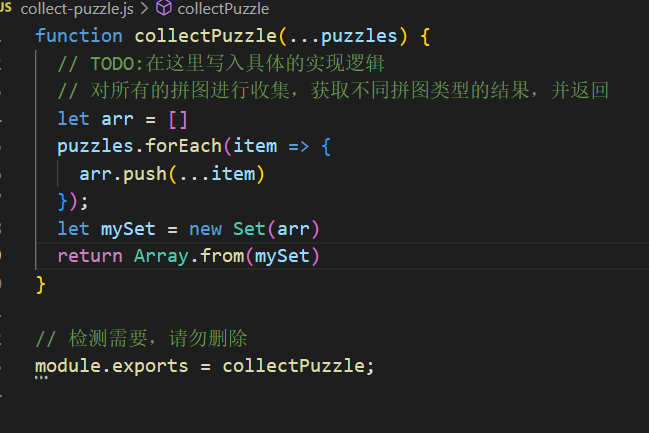 JS collect-puzzle.js > collectPuzzle
function collectPuzzle(...puzzles) {
// TODO:在这里写入具体的实现逻辑
// 对所有的拼图进行收集，获取不同拼图类型的结果，并返回
let arr = []
puzzles.forEach(item => {
arr.push(...item)
});
let mySet = new Set(arr)
return Array.from(mySet)
}
// 检测需要，请勿删除
module.exports = collectPuzzle;